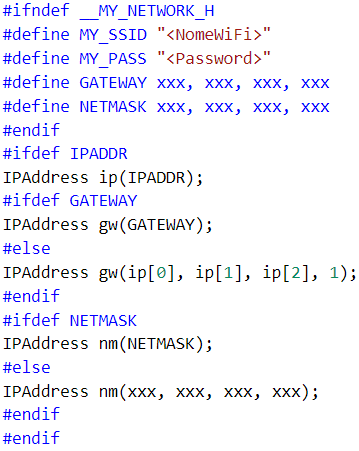 #ifndef __MY_NETWORK_H
#define MY_SSID "<NomeWiFi>"
#define MY_PASS "<Password>"
#define GATEWAY xxx, xxx, xxx, xxx
#define NETMASK xxx, xxx, xxx, xxx
#endif
#ifdef IPADDR
IPAddress ip(IPADDR);
#ifdef GATEWAY
IPAddress gw(GATEWAY);
#else
IPAddress gw(ip[0], ip[1], ip[2], 1);
#endif
#ifdef NETMASK
IPAddress nm(NETMASK);
#else
IPAddress nm(xxx, xxx, xxx, xxx);
#endif
#endif